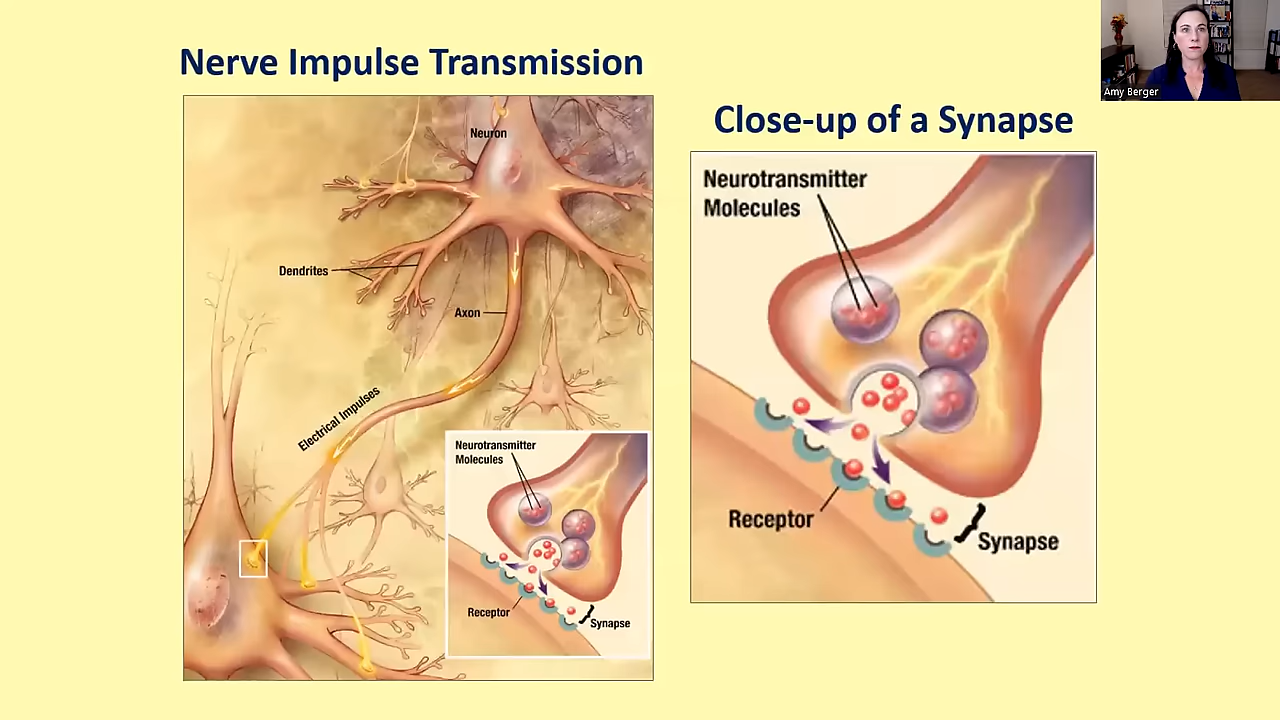 Nerve Impulse Transmission
Neuron
Dendrites
Axon
Electrical Impulses
Neurotransmitter
Molecules
Receptor
Synapse
Close-up of a Synapse
Neurotransmitter
Molecules
Receptor
Synapse
Amy Berger